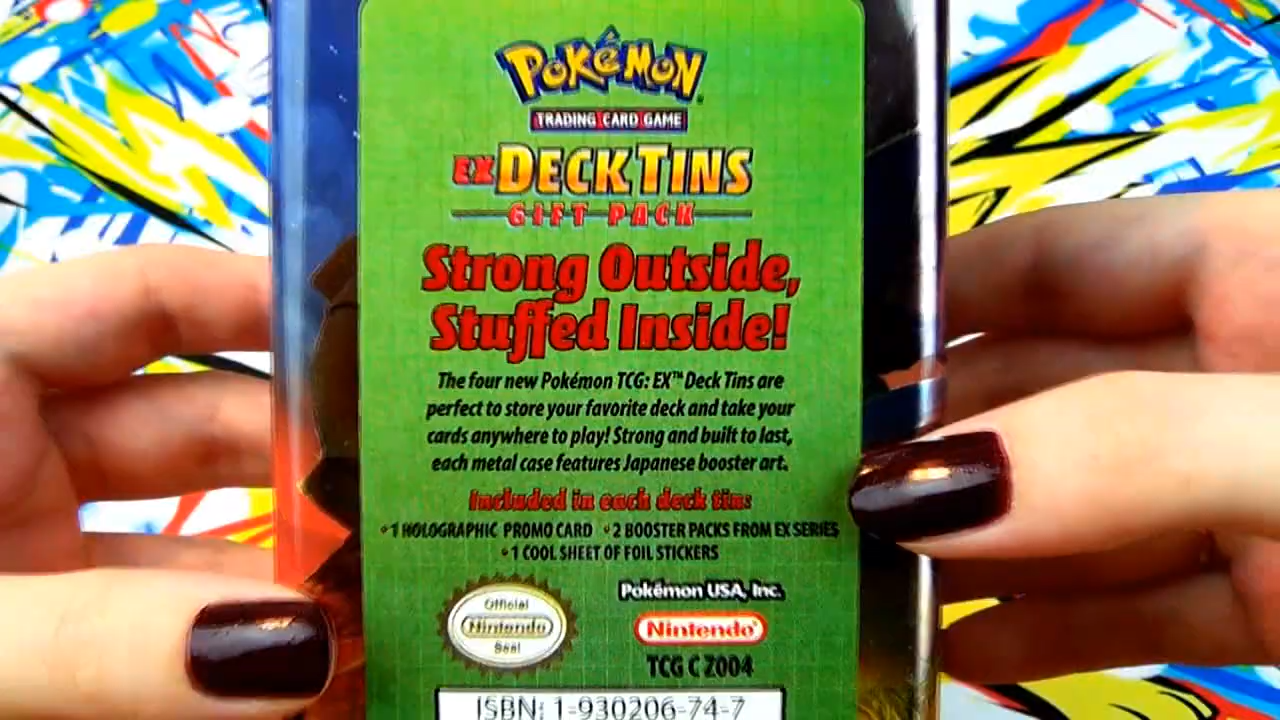 POKéMON
TRADING CARD GAME
EX DECK TINS
GIFT PACK
Strong Outside,
Stuffed Inside!
The four new Pokémon TCG: EX™ Deck Tins are
perfect to store your favorite deck and take your
cards anywhere to play! Strong and built to last,
each metal case features Japanese booster art.
Included in each deck tin:
• 1 HOLOGRAPHIC PROMO CARD • 2 BOOSTER PACKS FROM EX SERIES
• 1 COOL SHEET OF FOIL STICKERS
Official
Nintendo
Seal
Pokémon USA, Inc.
Nintendo
TCG C 2004
ISBN: 1-930206-74-7